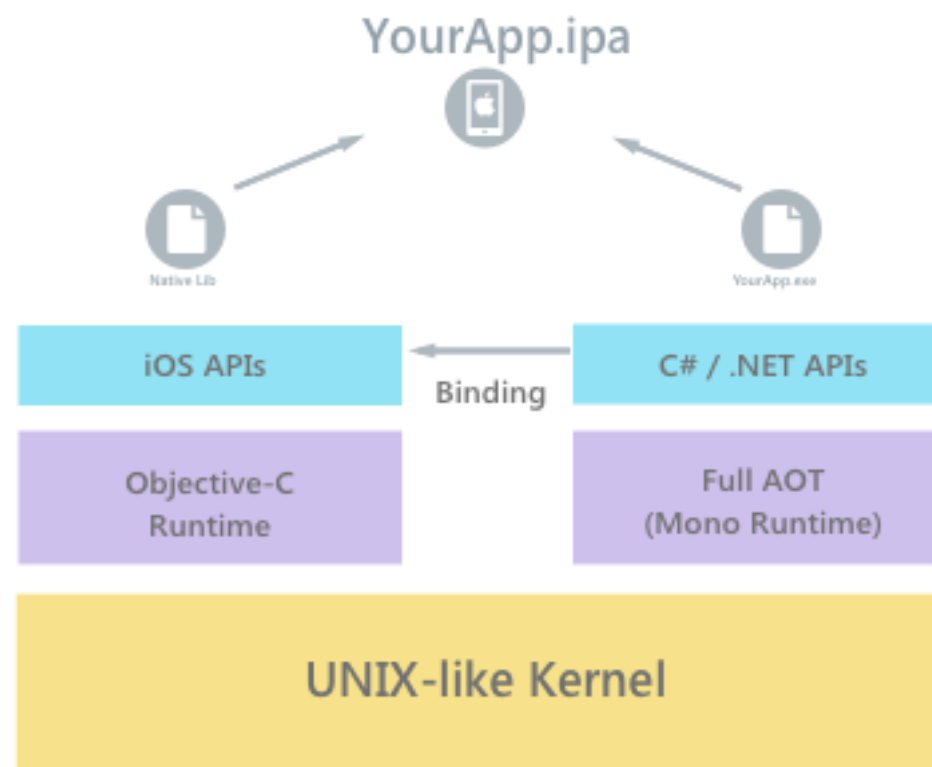 YourApp.ipa
Native Lib
YourApp.exe
iOS APIs
C# / .NET APIs
Binding
Objective-C
Runtime
Full AOT
(Mono Runtime)
UNIX-like Kernel